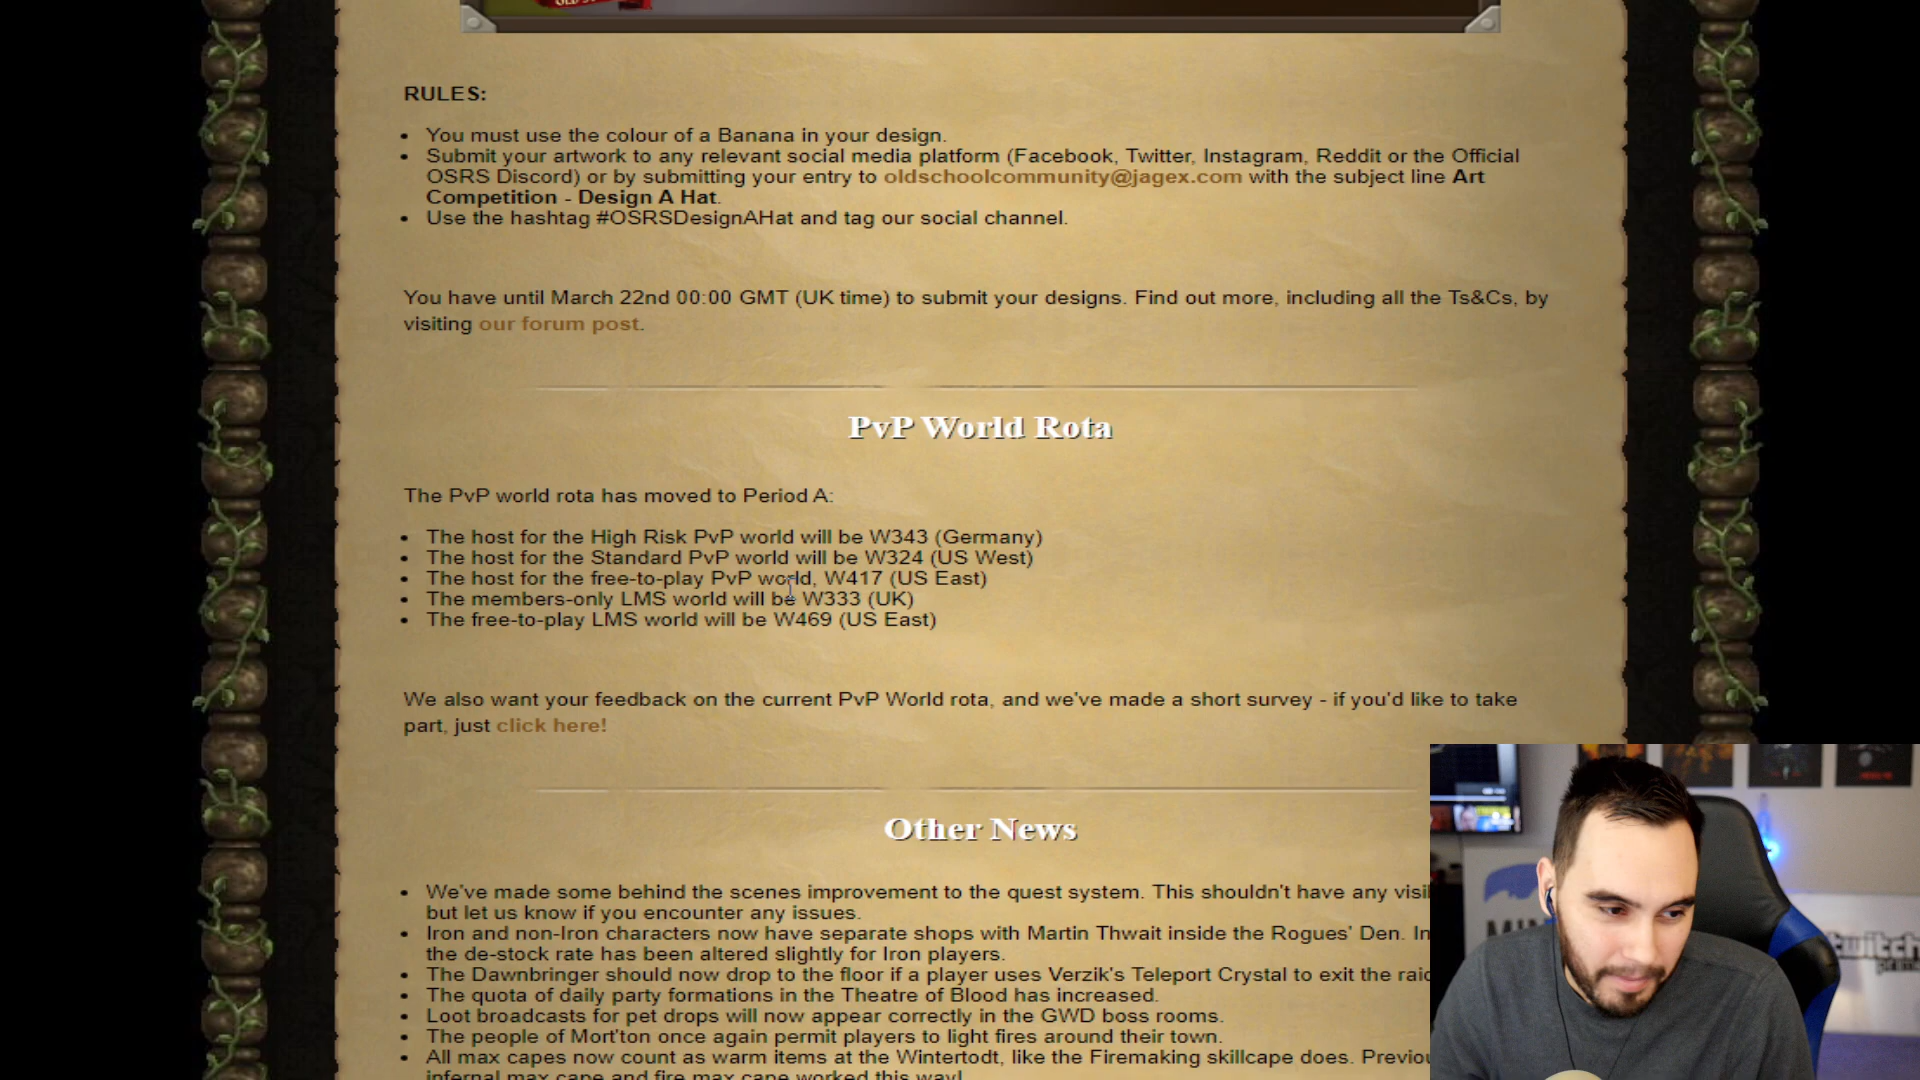 RULES:
• You must use the colour of a Banana in your design.
• Submit your artwork to any relevant social media platform (Facebook, Twitter, Instagram, Reddit or the Official
OSRS Discord) or by submitting your entry to oldschoolcommunity@jagex.com with the subject line Art
Competition - Design A Hat.
• Use the hashtag #OSRSDesignAHat and tag our social channel.
You have until March 22nd 00:00 GMT (UK time) to submit your designs. Find out more, including all the Ts&Cs, by
visiting our forum post.
PvP World Rota
The PvP world rota has moved to Period A:
• The host for the High Risk PvP world will be W343 (Germany)
• The host for the Standard PvP world will be W324 (US West)
• The host for the free-to-play PvP world, W417 (US East)
• The members-only LMS world will be W333 (UK)
• The free-to-play LMS world will be W469 (US East)
We also want your feedback on the current PvP World rota, and we've made a short survey - if you'd like to take
part, just click here!
Other News
• We've made some behind the scenes improvement to the quest system. This shouldn't have any
but let us know if you encounter any issues.
• Iron and non-Iron characters now have separate shops with Martin Thwait inside the Rogues' Den. In
the de-stock rate has been altered slightly for Iron players.
• The Dawnbringer should now drop to the floor if a player uses Verzik's Teleport Crystal to exit the
• The quota of daily party formations in the Theatre of Blood has increased.
• Loot broadcasts for pet drops will now appear correctly in the GWD boss rooms.
• The people of Mort'ton once again permit players to light fires around their town.
• All max capes now count as warm items at the Wintertodt, like the Firemaking skillcape does.
infernal max cape and fire max cape worked this way!
twitch
prime